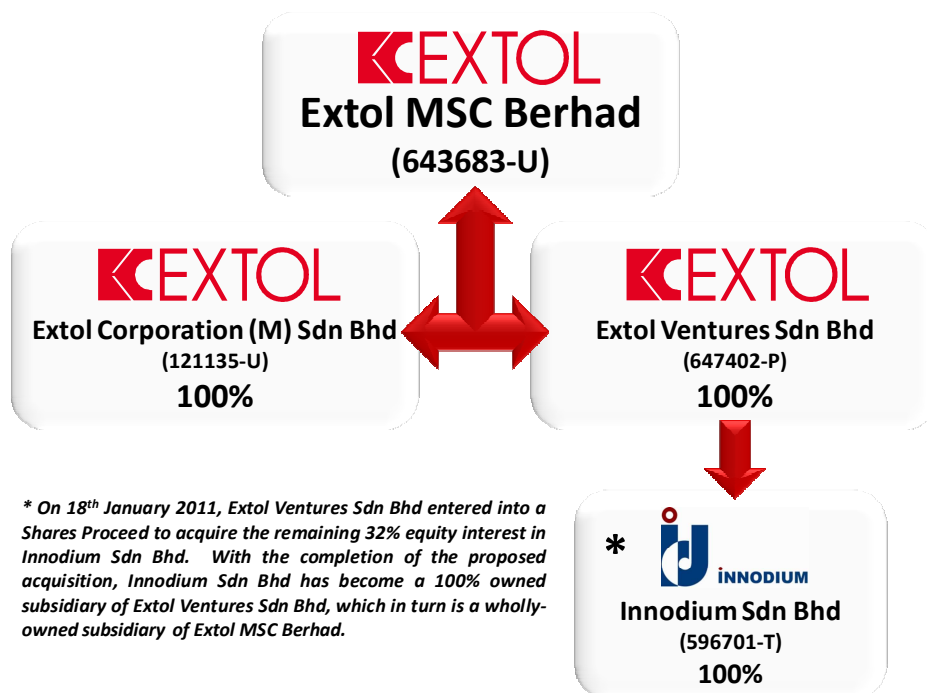 EXTOL
Extol MSC Berhad
(643683-U)
EXTOL
Extol Corporation (M) Sdn Bhd
(121135-U)
100%
EXTOL
Extol Ventures Sdn Bhd
(647402-P)
100%
* On 18th January 2011, Extol Ventures Sdn Bhd entered into a
Shares Proceed to acquire the remaining 32% equity interest in
Innodium Sdn Bhd. With the completion of the proposed
acquisition, Innodium Sdn Bhd has become a 100% owned
subsidiary of Extol Ventures Sdn Bhd, which in turn is a wholly-
owned subsidiary of Extol MSC Berhad.
*
iNNODIUM
Innodium Sdn Bhd
(596701-T)
100%